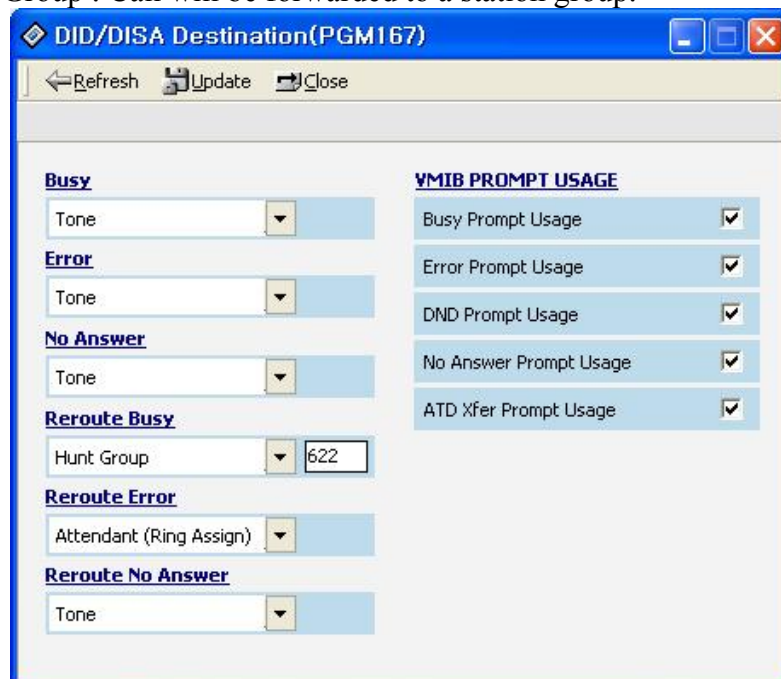 Group : Call will be forwarded to a station group.
DID/DISA Destination(PGM167)
Refresh Update Close
Busy
Tone
Error
Tone
No Answer
Tone
Reroute Busy
Hunt Group 622
Reroute Error
Attendant (Ring Assign)
Reroute No Answer
Tone
VMIB PROMPT USAGE
Busy Prompt Usage
Error Prompt Usage
DND Prompt Usage
No Answer Prompt Usage
ATD Xfer Prompt Usage